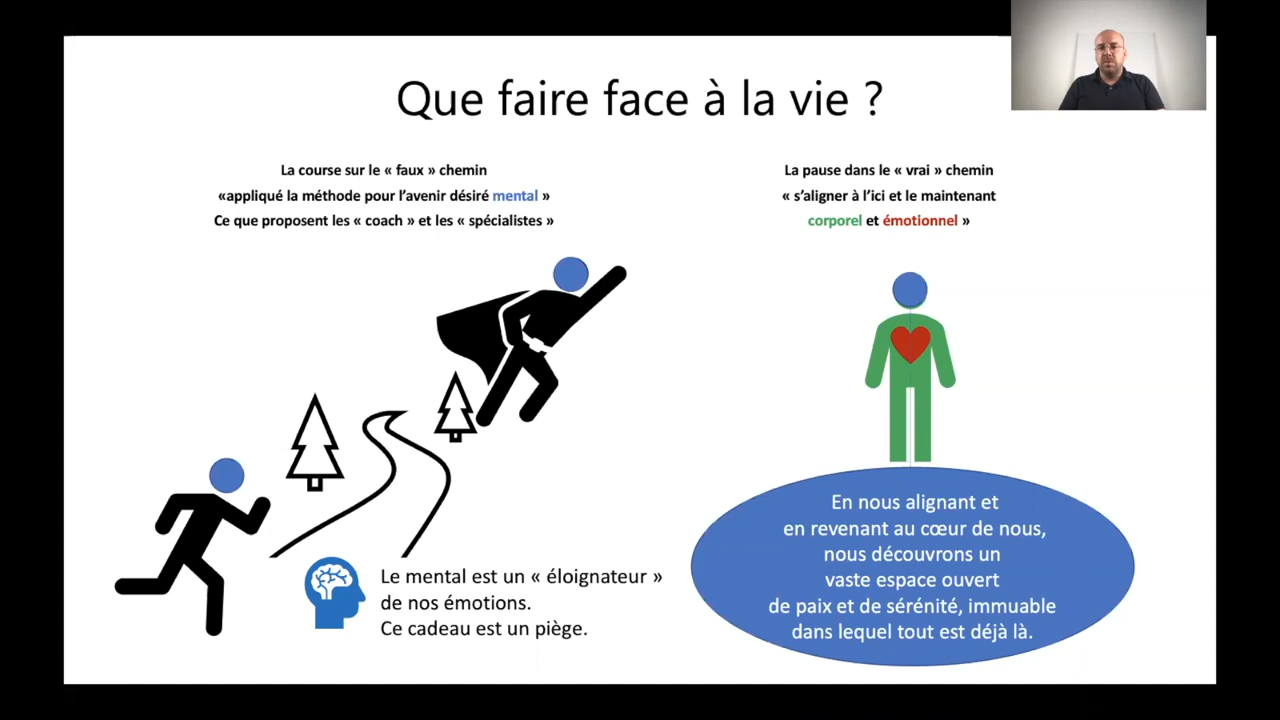 Que faire face à la vie ?
La course sur le « faux » chemin
«appliqué la méthode pour l’avenir désiré mental »
Ce que proposent les « coach » et les « spécialistes »
La pause dans le « vrai » chemin
« s’aligner à l’ici et le maintenant
corporel et émotionnel »
Le mental est un « éloignateur »
de nos émotions.
Ce cadeau est un piège.
En nous alignant et
en revenant au cœur de nous,
nous découvrons un
vaste espace ouvert
de paix et de sérénité, immuable
dans lequel tout est déjà là.